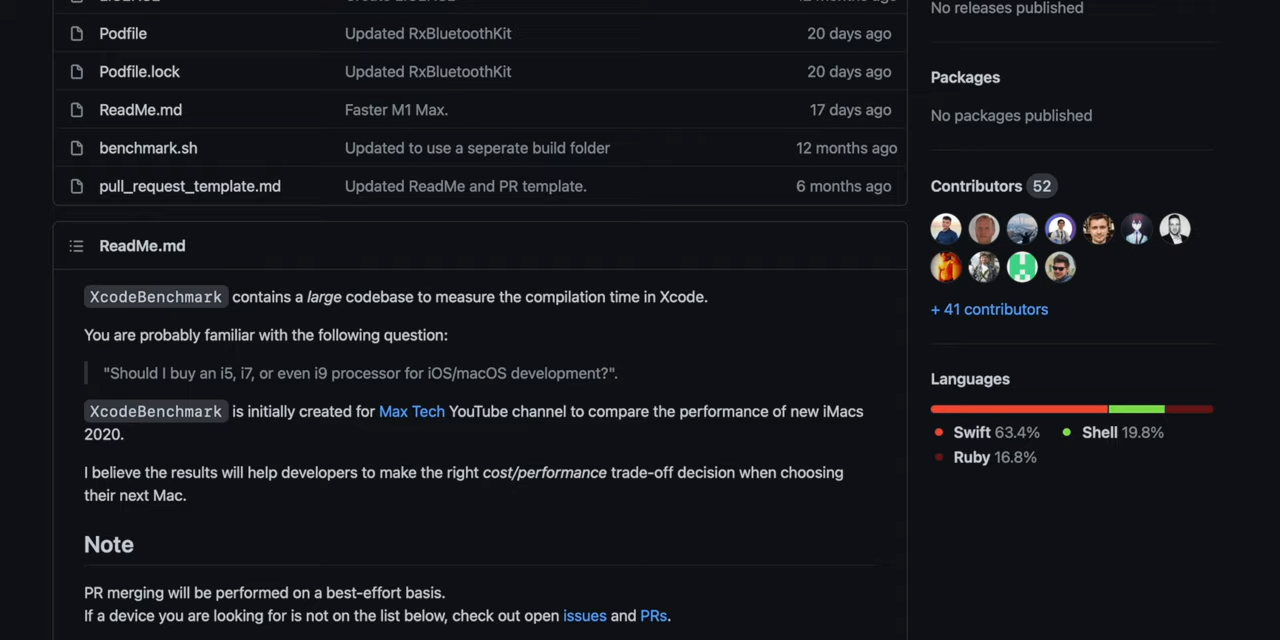 LICENSE Create LICENSE 12 months ago
Podfile Updated RxBluetoothKit 20 days ago
Podfile.lock Updated RxBluetoothKit 20 days ago
ReadMe.md Faster M1 Max. 17 days ago
benchmark.sh Updated to use a seperate build folder 12 months ago
pull_request_template.md Updated ReadMe and PR template. 6 months ago
ReadMe.md
XcodeBenchmark contains a large codebase to measure the compilation time in Xcode.
You are probably familiar with the following question:
"Should I buy an i5, i7, or even i9 processor for iOS/macOS development?".
XcodeBenchmark is initially created for Max Tech YouTube channel to compare the performance of new iMacs
2020.
I believe the results will help developers to make the right cost/performance trade-off decision when choosing
their next Mac.
Note
PR merging will be performed on a best-effort basis.
If a device you are looking for is not on the list below, check out open issues and PRs.
No releases published
Packages
No packages published
Contributors 52
+ 41 contributors
Languages
Swift 63.4% Shell 19.8%
Ruby 16.8%